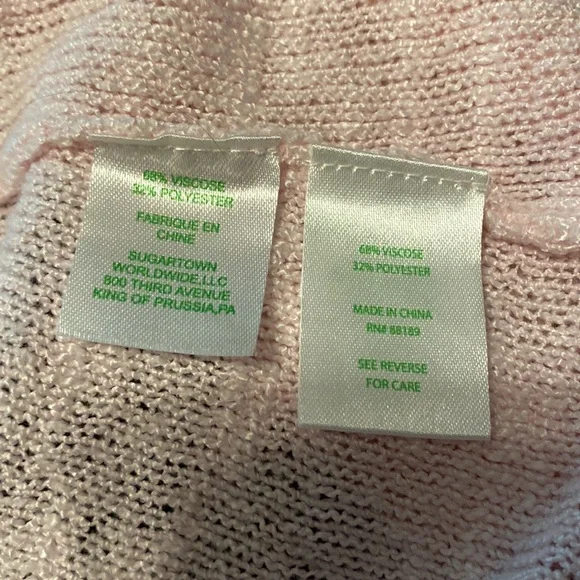 68% VISCOSE
32% POLYESTER
FABRIQUE EN
CHINE
SUGARTOWN
WORLDWIDE,LLC
800 THIRD AVENUE
KING OF PRUSSIA,PA
68% VISCOSE
32% POLYESTER
MADE IN CHINA
RN# 88189
SEE REVERSE
FOR CARE